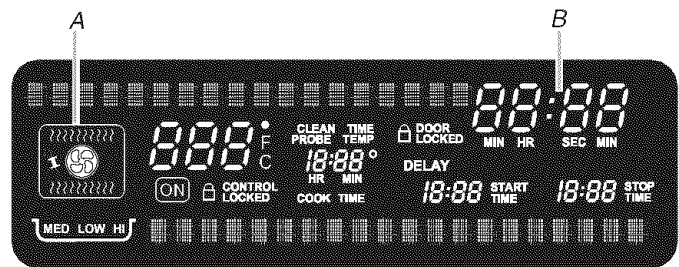 A B
88:88
888° F C
CLEAN TIME
PROBE TEMP
18:88°
HR MIN
DOOR LOCKED
MIN HR SEC MIN
DELAY
ON CONTROL LOCKED
COOK TIME
18:88 START TIME
18:88 STOP TIME
MED LOW HI